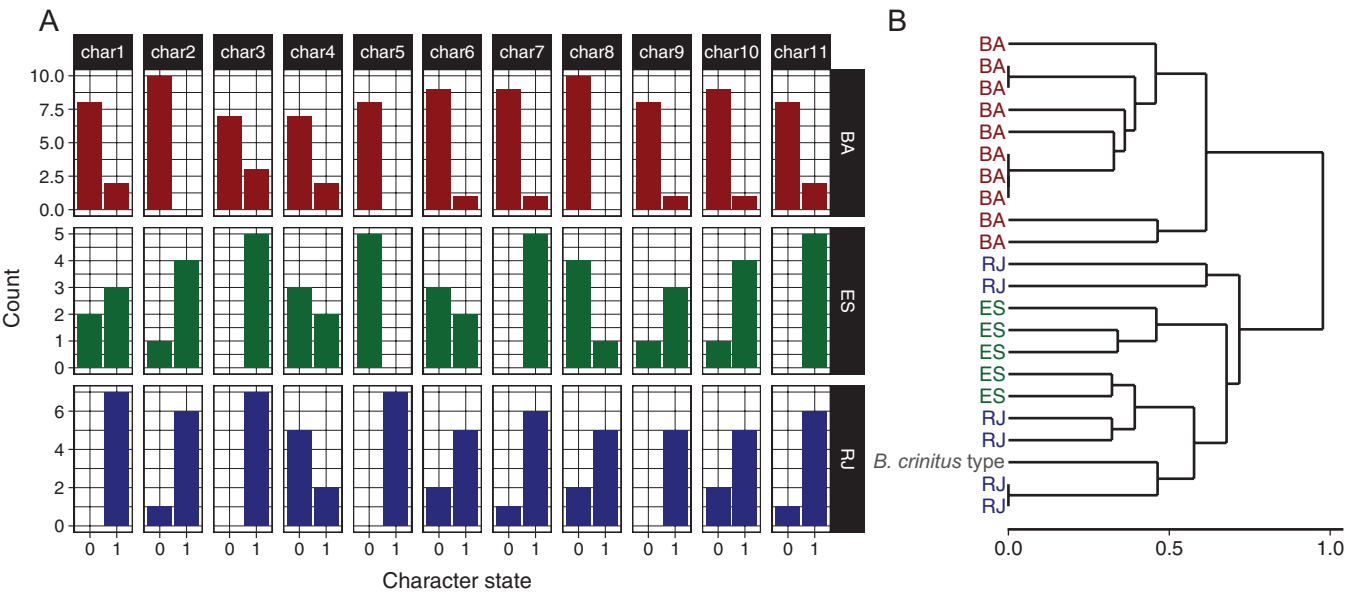 A
char1 char2 char3 char4 char5 char6 char7 char8 char9 char10 char11
10.0
7.5
5.0
2.5
0.0
BA
5
4
3
2
1
0
ES
6
4
2
0
RJ
0 1 0 1 0 1 0 1 0 1 0 1 0 1 0 1 0 1 0 1 0 1
Count
Character state
B
BA
BA
BA
BA
BA
BA
BA
BA
BA
BA
RJ
RJ
ES
ES
ES
ES
ES
RJ
RJ
B. crinitus type
RJ
RJ
0.0 0.5 1.0